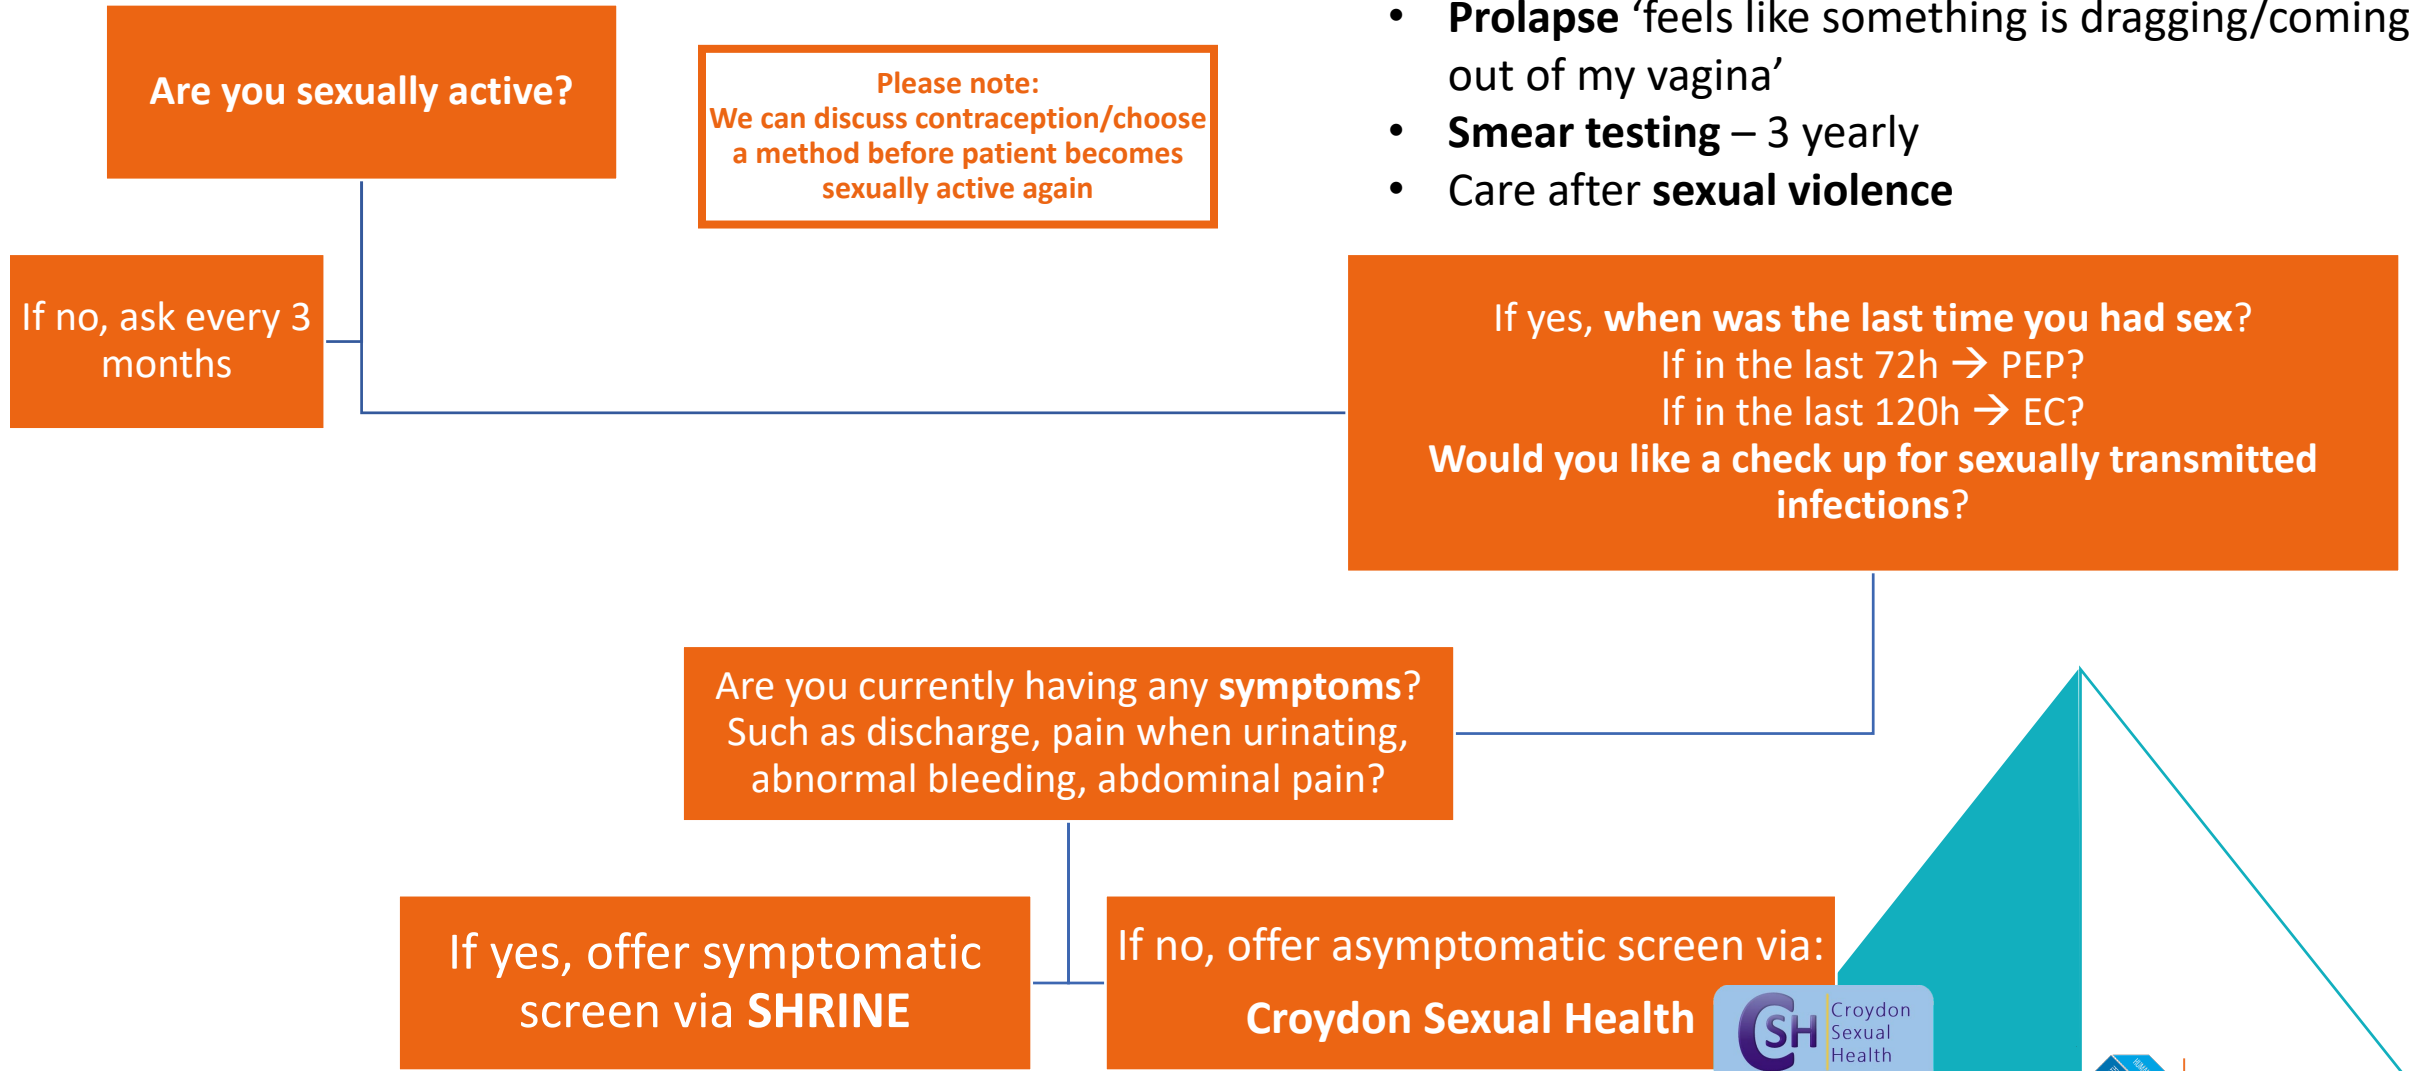 Are you sexually active?
Please note:
We can discuss contraception/choose
a method before patient becomes
sexually active again
• Prolapse ‘feels like something is dragging/coming
out of my vagina’
• Smear testing – 3 yearly
• Care after sexual violence
If no, ask every 3
months
If yes, when was the last time you had sex?
If in the last 72h → PEP?
If in the last 120h → EC?
Would you like a check up for sexually transmitted
infections?
Are you currently having any symptoms?
Such as discharge, pain when urinating,
abnormal bleeding, abdominal pain?
If yes, offer symptomatic
screen via SHRINE
If no, offer asymptomatic screen via:
Croydon Sexual Health
CSH
Croydon
Sexual
Health